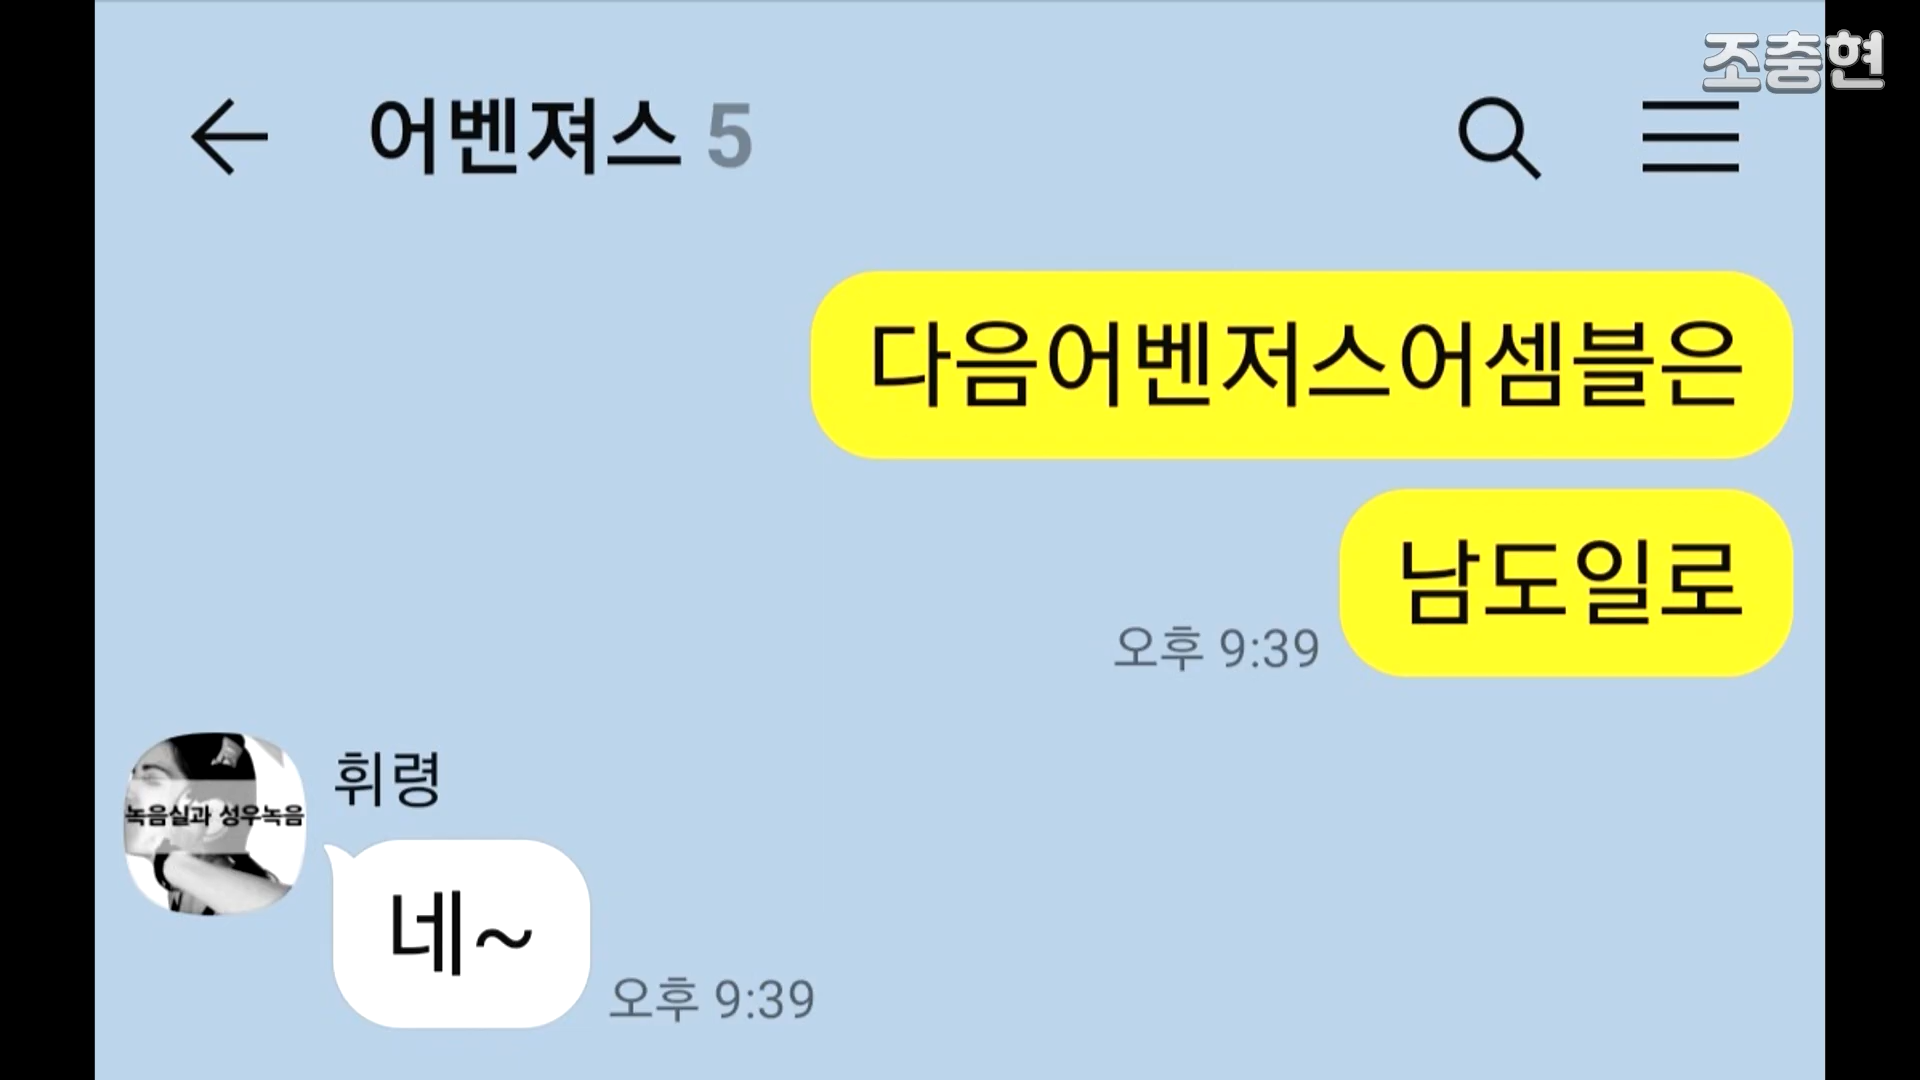 조충현
어벤져스 5
다음어벤저스어셈블은
남도일로
오후 9:39
휘령
녹음실과 성우녹음
네~
오후 9:39